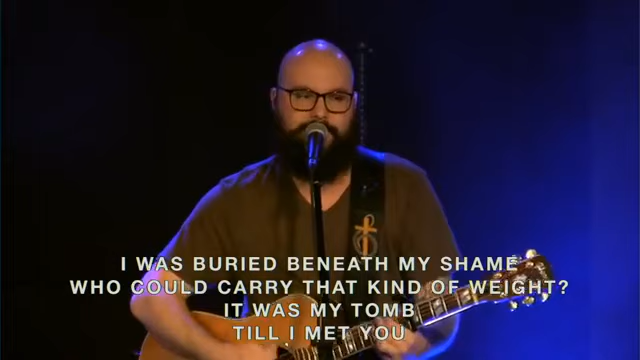 I WAS BURIED BENEATH MY SHAME
WHO COULD CARRY THAT KIND OF WEIGHT?
IT WAS MY TOMB
TILL I MET YOU